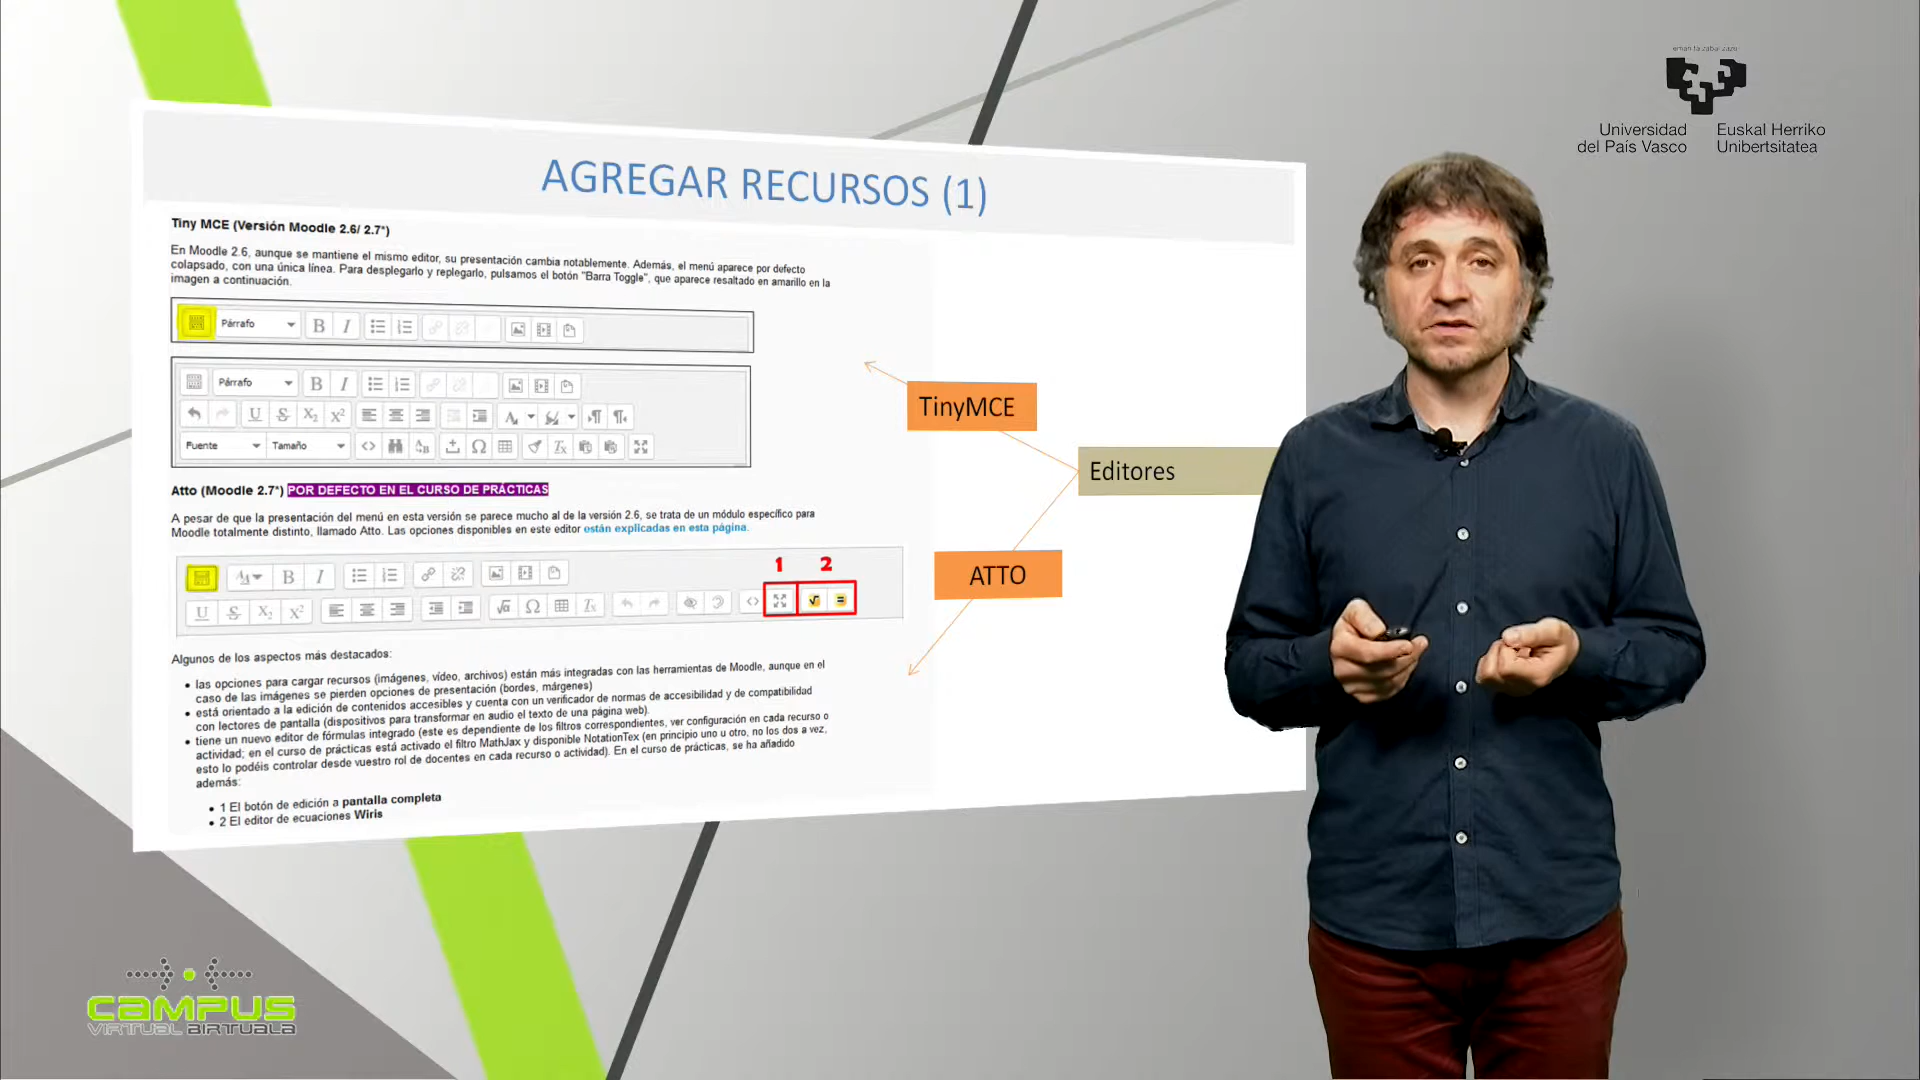 eman ta zabal zazu
Universidad
del País Vasco
Euskal Herriko
Unibertsitatea
AGREGAR RECURSOS (1)
Tiny MCE (Versión Moodle 2.6/ 2.7*)
En Moodle 2.6, aunque se mantiene el mismo editor, su presentación cambia notablemente. Además, el menú aparece por defecto
colapsado, con una única línea. Para desplegarlo y replegarlo, pulsamos el botón "Barra Toggle", que aparece resaltado en amarillo en la
imagen a continuación.
Párrafo B I
Párrafo B I
U S X₂ X²
Fuente Tamaño
TinyMCE
Editores
ATTO
Atto (Moodle 2.7*) POR DEFECTO EN EL CURSO DE PRÁCTICAS
A pesar de que la presentación del menú en esta versión se parece mucho al de la versión 2.6, se trata de un módulo específico para
Moodle totalmente distinto, llamado Atto. Las opciones disponibles en este editor están explicadas en esta página.
1 2
B I
U S X₂ X²
Algunos de los aspectos más destacados:
• las opciones para cargar recursos (imágenes, vídeo, archivos) están más integradas con las herramientas de Moodle, aunque en el
caso de las imágenes se pierden opciones de presentación (bordes, márgenes)
• está orientado a la edición de contenidos accesibles y cuenta con un verificador de normas de accesibilidad y de compatibilidad
con lectores de pantalla (dispositivos para transformar en audio el texto de una página web).
• tiene un nuevo editor de fórmulas integrado (este es dependiente de los filtros correspondientes, ver configuración en cada recurso o
actividad; en el curso de prácticas está activado el filtro MathJax y disponible NotationTex (en principio uno u otro, no los dos a vez,
esto lo podéis controlar desde vuestro rol de docentes en cada recurso o actividad). En el curso de prácticas, se ha añadido
además:
• 1 El botón de edición a pantalla completa
• 2 El editor de ecuaciones Wiris
CAMPUS
VIRTUAL BIRTUALA